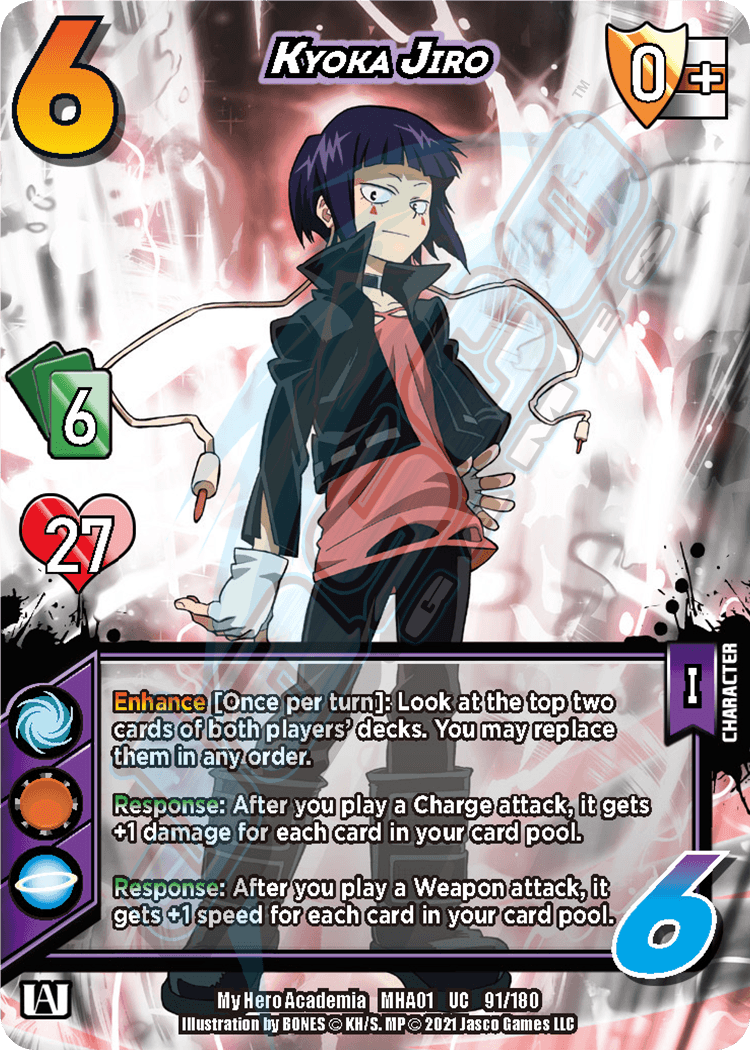 6
KYOKA JIRO
0 +
TM
6
27
I
CHARACTER
Enhance [Once per turn]: Look at the top two
cards of both players' decks. You may replace
them in any order.
Response: After you play a Charge attack, it gets
+1 damage for each card in your card pool.
Response: After you play a Weapon attack, it
gets +1 speed for each card in your card pool.
6
UA
My Hero Academia MHA01 UC 91/180
Illustration by BONES © KH/S. MP © 2021 Jasco Games LLC